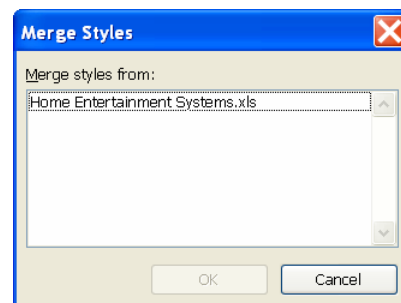 Merge Styles
Merge styles from:
Home Entertainment Systems.xls
OK
Cancel